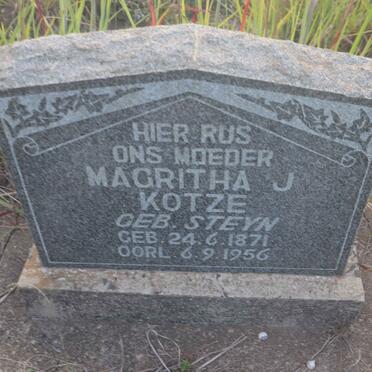 HIER RUS
ONS MOEDER
MAGRITHA J
KOTZE
GEB. STEYN
GEB. 24.6.1871
OORL. 6.9.1956